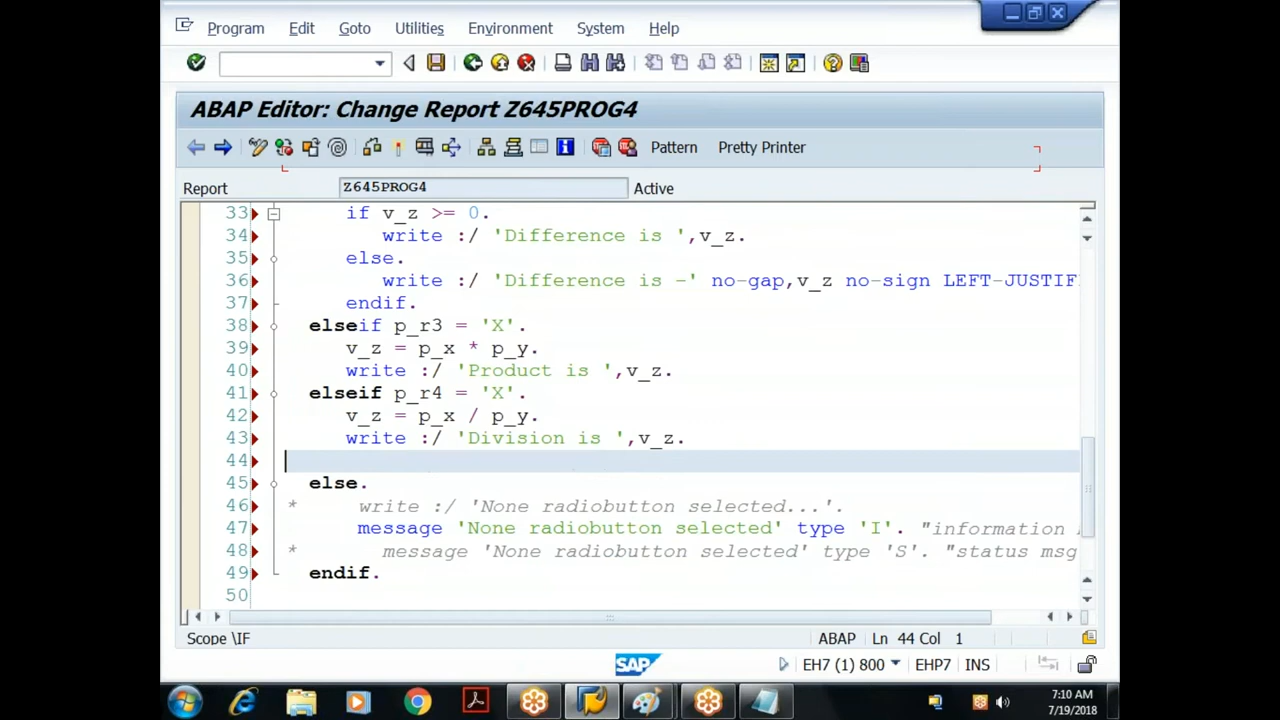 Program Edit Goto Utilities Environment System Help
ABAP Editor: Change Report Z645PROG4
Pattern Pretty Printer
Report Z645PROG4 Active
33 if v_z >= 0.
34 write :/ 'Difference is ',v_z.
35 else.
36 write :/ 'Difference is -' no-gap,v_z no-sign LEFT-JUSTIF
37 endif.
38 elseif p_r3 = 'X'.
39 v_z = p_x * p_y.
40 write :/ 'Product is ',v_z.
41 elseif p_r4 = 'X'.
42 v_z = p_x / p_y.
43 write :/ 'Division is ',v_z.
44
45 else.
46 * write :/ 'None radiobutton selected...'.
47 message 'None radiobutton selected' type 'I'. "information
48 * message 'None radiobutton selected' type 'S'. "status msg
49 endif.
50
Scope \IF ABAP Ln 44 Col 1
SAP EH7 (1) 800 EHP7 INS
7:10 AM
7/19/2018